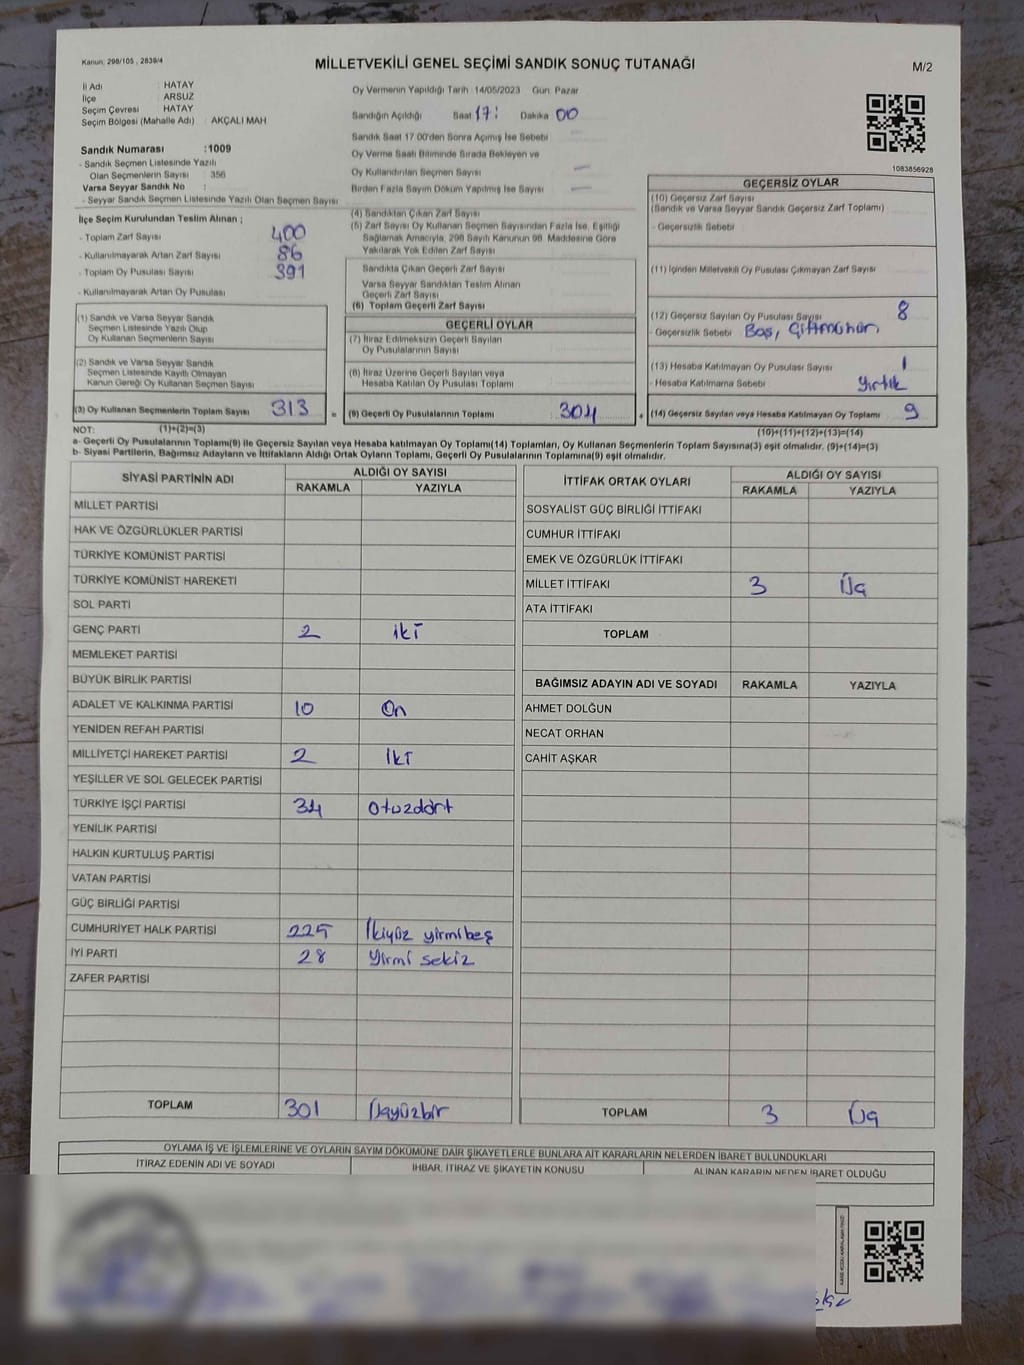 Kanun, 298/105 , 2839/4
MİLLETVEKİLİ GENEL SEÇİMİ SANDIK SONUÇ TUTANAĞI
M/2
İl Adı : HATAY
İlçe : ARSUZ
Seçim Çevresi : HATAY
Seçim Bölgesi (Mahalle Adı) : AKÇALI MAH
Oy Vermenin Yapıldığı Tarih :14/05/2023 Gün: Pazar
Sandığın Açıldığı Saat 17: Dakika 00
Sandık Saat 17:00'den Sonra Açılmış İse Sebebi
Oy Verme Saati Bitiminde Sırada Bekleyen ve
Oy Kullandırılan Seçmen Sayısı —
Birden Fazla Sayım Döküm Yapılmış İse Sayısı —
1083856928
Sandık Numarası :1009
- Sandık Seçmen Listesinde Yazılı
Olan Seçmenlerin Sayısı : 356
Varsa Seyyar Sandık No :
- Seyyar Sandık Seçmen Listesinde Yazılı Olan Seçmen Sayısı
İlçe Seçim Kurulundan Teslim Alınan ;
- Toplam Zarf Sayısı 400
- Kullanılmayarak Artan Zarf Sayısı 86
- Toplam Oy Pusulası Sayısı 391
- Kullanılmayarak Artan Oy Pusulası
(4) Sandıktan Çıkan Zarf Sayısı
(5) Zarf Sayısı Oy Kullanan Seçmen Sayısından Fazla İse, Eşitliği
Sağlamak Amacıyla, 298 Sayılı Kanunun 98. Maddesine Göre
Yakılarak Yok Edilen Zarf Sayısı
Sandıkta Çıkan Geçerli Zarf Sayısı
Varsa Seyyar Sandıktan Teslim Alınan
Geçerli Zarf Sayısı
(6) Toplam Geçerli Zarf Sayısı
GEÇERSİZ OYLAR
(10) Geçersiz Zarf Sayısı
(Sandık ve Varsa Seyyar Sandık Geçersiz Zarf Toplamı)
- Geçersizlik Sebebi
(11) İçinden Milletvekili Oy Pusulası Çıkmayan Zarf Sayısı
(12) Geçersiz Sayılan Oy Pusulası Sayısı 8
- Geçersizlik Sebebi Boş, Çift mühür
(13) Hesaba Katılmayan Oy Pusulası Sayısı 1
- Hesaba Katılmama Sebebi Yırtık
(14) Geçersiz Sayılan veya Hesaba Katılmayan Oy Toplamı 9
(10)+(11)+(12)+(13)=(14)
(1) Sandık ve Varsa Seyyar Sandık
Seçmen Listesinde Yazılı Olup
Oy Kullanan Seçmenlerin Sayısı
(2) Sandık ve Varsa Seyyar Sandık
Seçmen Listesinde Kayıtlı Olmayan
Kanun Gereği Oy Kullanan Seçmen Sayısı
(3) Oy Kullanan Seçmenlerin Toplam Sayısı 313 =
(1)+(2)=(3)
GEÇERLİ OYLAR
(7) İtiraz Edilmeksizin Geçerli Sayılan
Oy Pusulalarının Sayısı
(8) İtiraz Üzerine Geçerli Sayılan veya
Hesaba Katılan Oy Pusulası Toplamı
(9) Geçerli Oy Pusulalarının Toplamı 304 +
NOT:
a- Geçerli Oy Pusulalarının Toplamı(9) ile Geçersiz Sayılan veya Hesaba katılmayan Oy Toplamı(14) Toplamları, Oy Kullanan Seçmenlerin Toplam Sayısına(3) eşit olmalıdır. (9)+(14)=(3)
b- Siyasi Partilerin, Bağımsız Adayların ve İttifakların Aldığı Ortak Oyların Toplamı, Geçerli Oy Pusulalarının Toplamına(9) eşit olmalıdır.
SİYASİ PARTİNİN ADI ALDIĞI OY SAYISI
RAKAMLA YAZIYLA
MİLLET PARTİSİ
HAK VE ÖZGÜRLÜKLER PARTİSİ
TÜRKİYE KOMÜNİST PARTİSİ
TÜRKİYE KOMÜNİST HAREKETİ
SOL PARTİ
GENÇ PARTİ 2 iki
MEMLEKET PARTİSİ
BÜYÜK BİRLİK PARTİSİ
ADALET VE KALKINMA PARTİSİ 10 On
YENİDEN REFAH PARTİSİ
MİLLİYETÇİ HAREKET PARTİSİ 2 İki
YEŞİLLER VE SOL GELECEK PARTİSİ
TÜRKİYE İŞÇİ PARTİSİ 34 Otuzdört
YENİLİK PARTİSİ
HALKIN KURTULUŞ PARTİSİ
VATAN PARTİSİ
GÜÇ BİRLİĞİ PARTİSİ
CUMHURİYET HALK PARTİSİ 225 İkiyüz yirmibeş
İYİ PARTİ 28 Yirmi sekiz
ZAFER PARTİSİ
TOPLAM 301 Üçyüzbir
İTTİFAK ORTAK OYLARI ALDIĞI OY SAYISI
RAKAMLA YAZIYLA
SOSYALİST GÜÇ BİRLİĞİ İTTİFAKI
CUMHUR İTTİFAKI
EMEK VE ÖZGÜRLÜK İTTİFAKI
MİLLET İTTİFAKI 3 Üç
ATA İTTİFAKI
TOPLAM
BAĞIMSIZ ADAYIN ADI VE SOYADI RAKAMLA YAZIYLA
AHMET DOLĞUN
NECAT ORHAN
CAHİT AŞKAR
TOPLAM 3 Üç
OYLAMA İŞ VE İŞLEMLERİNE VE OYLARIN SAYIM DÖKÜMÜNE DAİR ŞİKAYETLERLE BUNLARA AİT KARARLARIN NELERDEN İBARET BULUNDUKLARI
İTİRAZ EDENİN ADI VE SOYADI İHBAR, İTİRAZ VE ŞİKAYETİN KONUSU ALINAN KARARIN NEDEN İBARET OLDUĞU